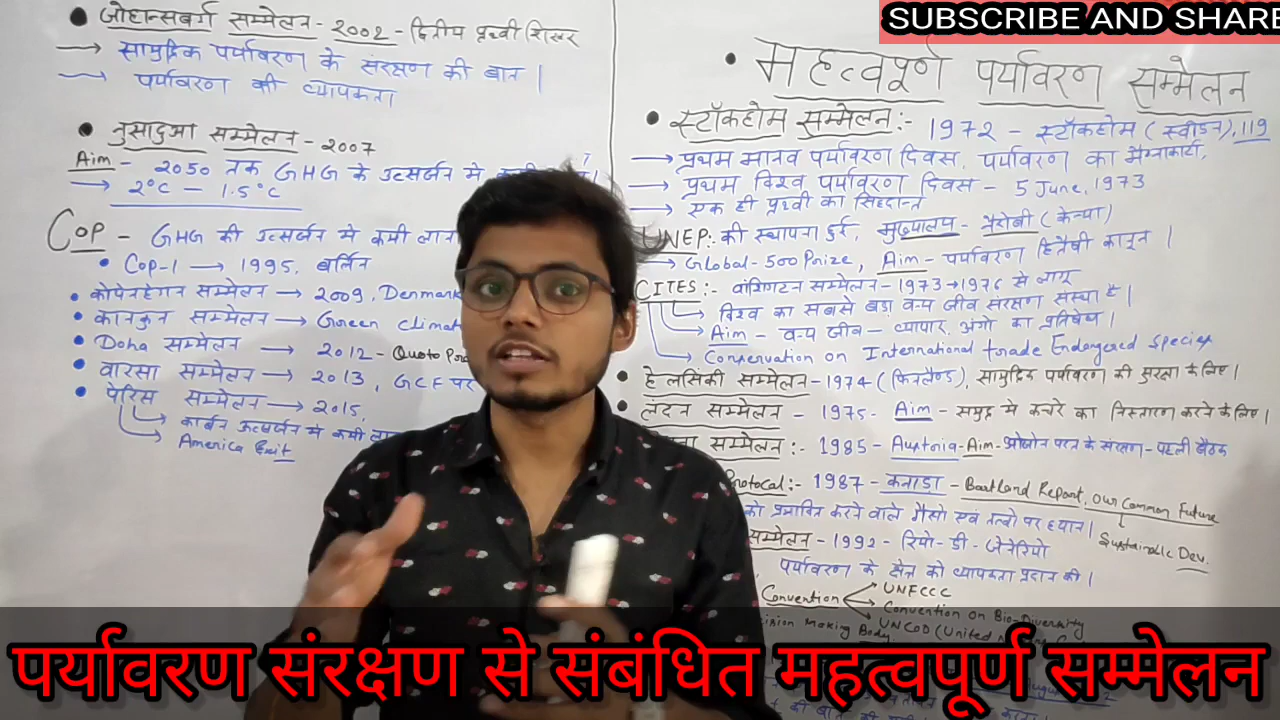 SUBSCRIBE AND SHARE
• महत्वपूर्ण पर्यावरण सम्मेलन
• स्टॉकहोम सम्मेलन:- 1972 - स्टॉकहोम (स्वीडन), 119
→ प्रथम मानव पर्यावरण दिवस, पर्यावरण का मैग्नाकार्टा,
→ प्रथम विश्व पर्यावरण दिवस - 5 June, 1973
→ एक ही पृथ्वी का सिद्दान्त
UNEP:- की स्थापना हुई, मुख्यालय - नैरोबी (केन्या)
→ Global-500 Prize, Aim - पर्यावरण हितैषी कानून |
CITES:- वाशिंगटन सम्मेलन - 1973 → 1976 से लागू
→ विश्व का सबसे बड़ा वन्य जीव संरक्षण संस्था है |
→ Aim - वन्य जीव - व्यापार, अंगो का प्रतिबंध |
→ Conservation on International trade Endangered Species
• हेलसिंकी सम्मेलन - 1974 (फिनलैण्ड), सामुद्रिक पर्यावरण की सुरक्षा के लिए |
• लंदन सम्मेलन - 1975 - Aim - समुद्र मे कचरे का निस्तारण करने के लिए |
सम्मेलन:- 1985 - Austria - Aim - ओजोन परत के संरक्षण - पहली बैठक
Protocal:- 1987 - कनाडा - Bartland Report, Our Common Future
को प्रभावित करने वाले गैसो एवं तत्वो पर ध्यान |
Sustainable Dev.
सम्मेलन - 1992 - रियो-डी-जेनेरियो
पर्यावरण के क्षेत्र को व्यापकता प्रदान की |
Convention
UNFCCC
Convention on Bio-Diversity
UNCOD (United
Making Body
• जोहान्सबर्ग सम्मेलन - 2002 - द्वितीय पृथ्वी शिखर
→ सामुद्रिक पर्यावरण के संरक्षण की बात |
→ पर्यावरण की व्यापकता
• नुसादुआ सम्मेलन - 2007
Aim - 2050 तक GHG के उत्सर्जन मे
→ 2°C - 1.5°C
COP - GHG की उत्सर्जन मे कमी लाना
• Cop-1 → 1995, बर्लिन
• कोपेनहेगन सम्मेलन → 2009, Denmark
• कानकुन सम्मेलन → Green Climat
• Doha सम्मेलन → 2012 - Quoto
• वारसा सम्मेलन → 2013, GCF पर
• पेरिस सम्मेलन → 2015,
→ कार्बन उत्सर्जन मे कमी
→ America Exit
पर्यावरण संरक्षण से संबंधित महत्वपूर्ण सम्मेलन